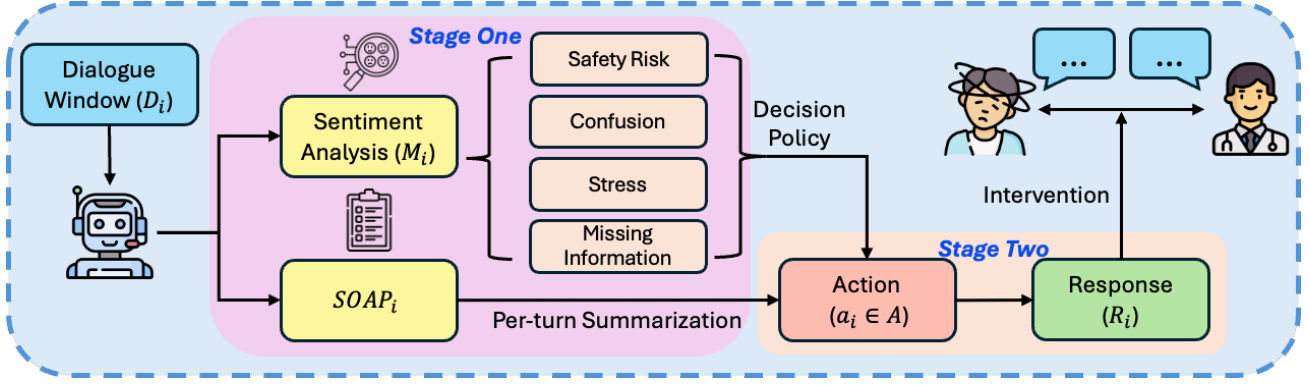 Stage One
Dialogue
Window (Dᵢ)
Sentiment
Analysis (Mᵢ)
Safety Risk
Confusion
Stress
Missing
Information
Decision
Policy
...
...
Intervention
SOAPᵢ
Per-turn Summarization
Stage Two
Action
(aᵢ ∈ A)
Response
(Rᵢ)